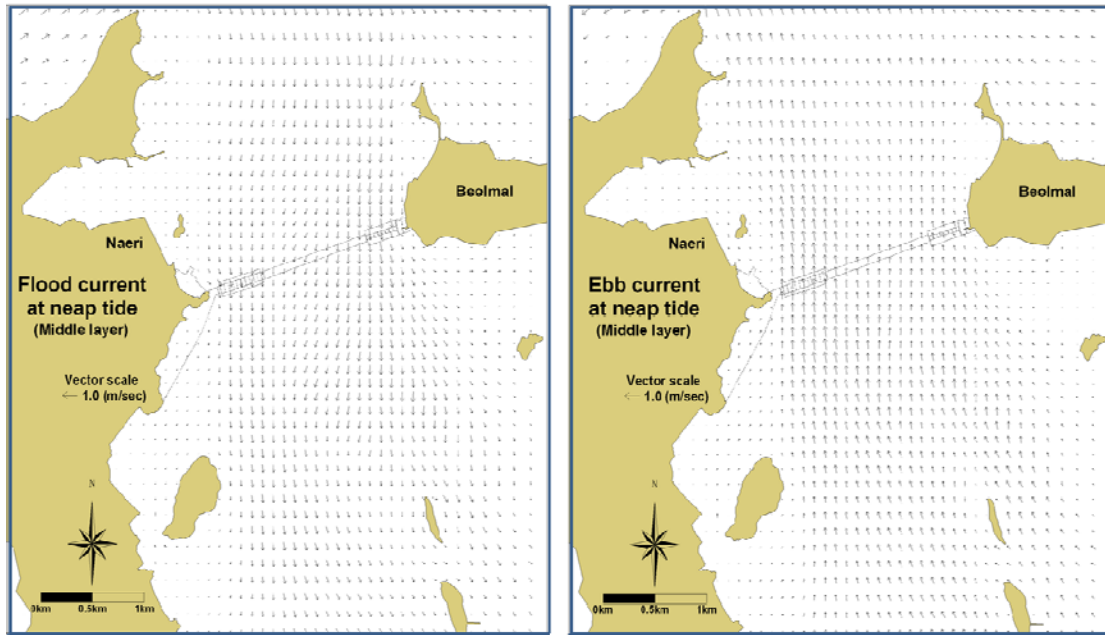 Beolmal
Naeri
Flood current
at neap tide
(Middle layer)
Vector scale
1.0 (m/sec)
N
0km 0.5km 1km
Beolmal
Naeri
Ebb current
at neap tide
(Middle layer)
Vector scale
1.0 (m/sec)
N
0km 0.5km 1km